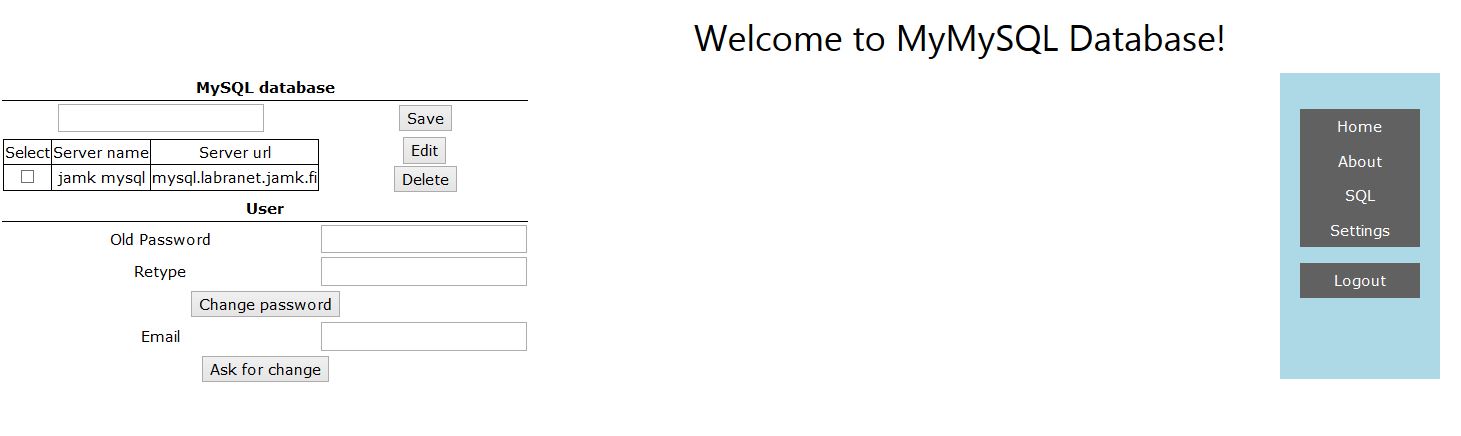 Welcome to MyMySQL Database!
MySQL database
Save
Select Server name Server url
Edit
jamk mysql mysql.labranet.jamk.fi
Delete
User
Old Password
Retype
Change password
Email
Ask for change
Home
About
SQL
Settings
Logout